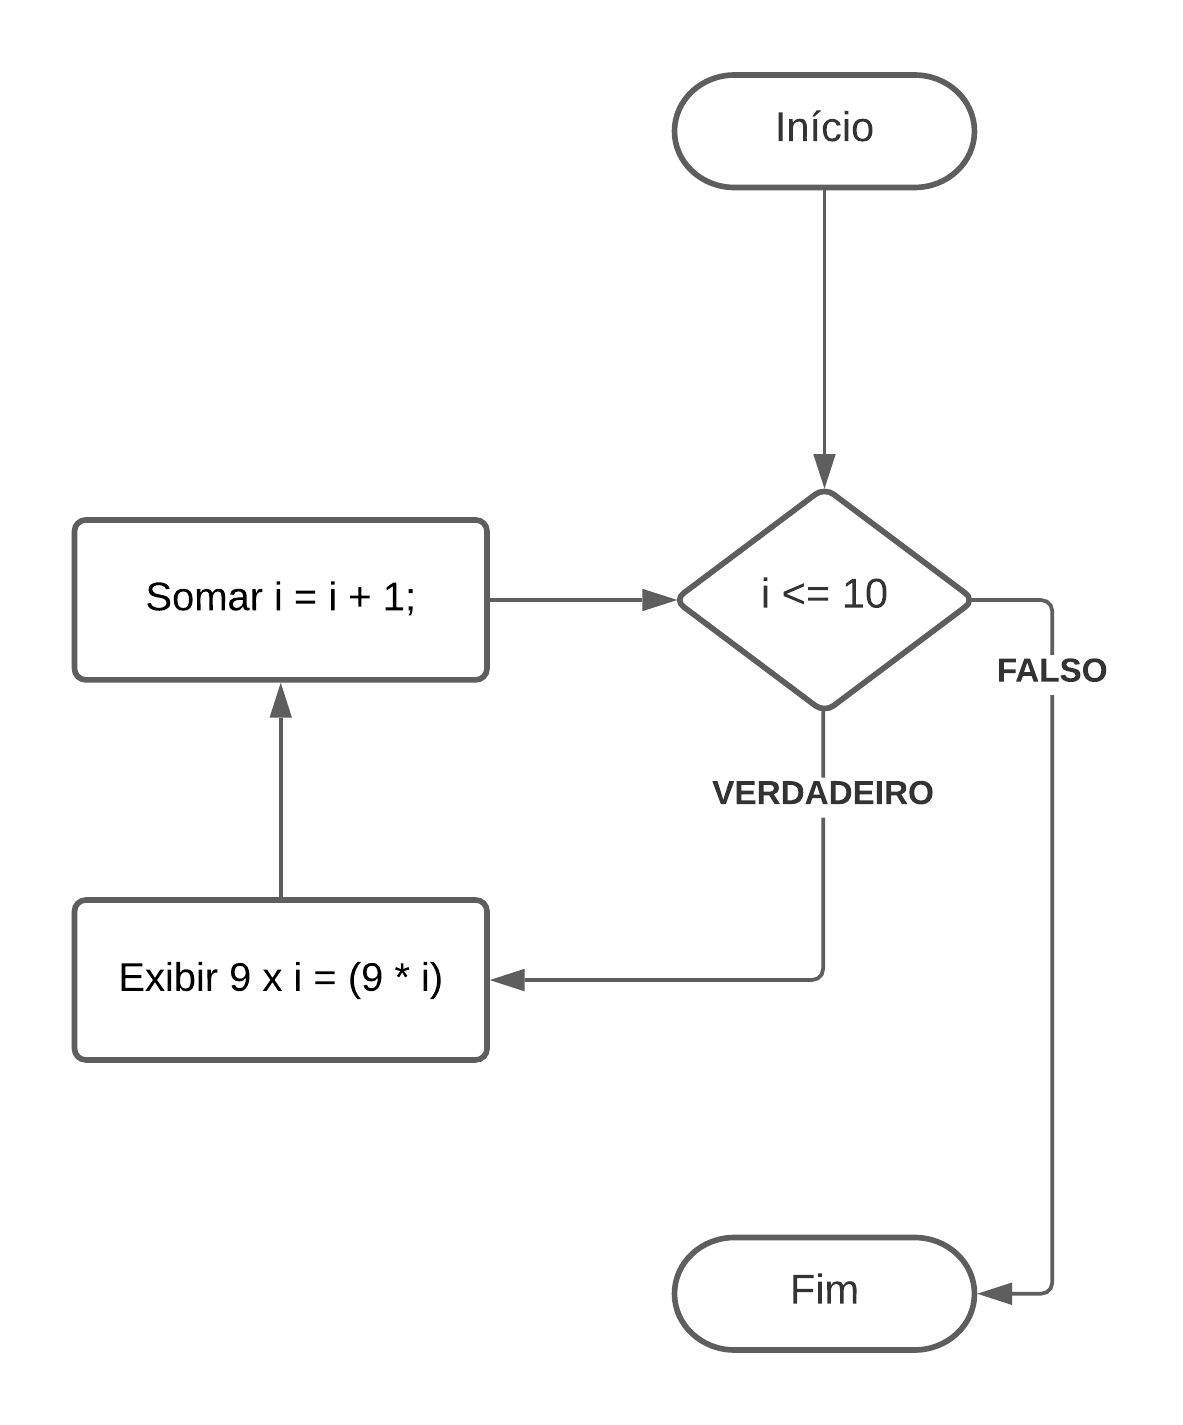 Início
i <= 10
FALSO
VERDADEIRO
Exibir 9 x i = (9 * i)
Somar i = i + 1;
Fim